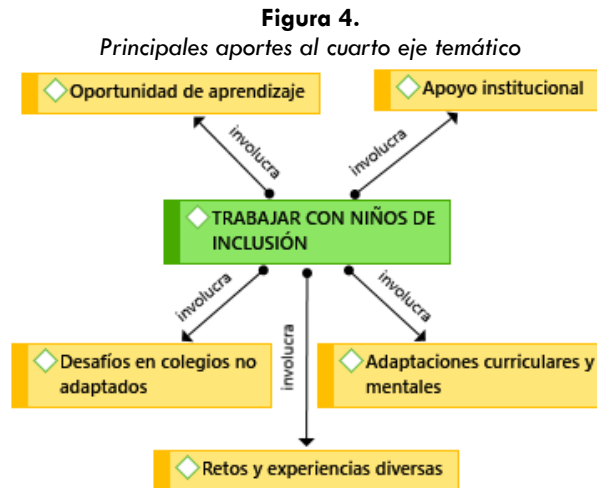 Figura 4.
Principales aportes al cuarto eje temático
Oportunidad de aprendizaje
Apoyo institucional
involucra
involucra
TRABAJAR CON NIÑOS DE
INCLUSIÓN
involucra
involucra
involucra
Desafíos en colegios no
adaptados
Adaptaciones curriculares y
mentales
Retos y experiencias diversas